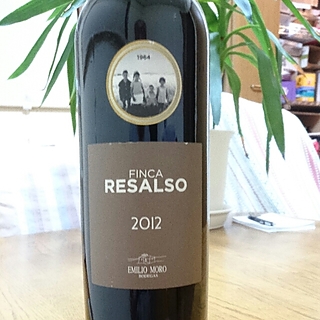 1964
FINCA
RESALSO
2012
EMILIO MORO
BODEGAS